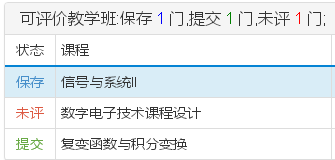 可评价教学班:保存 1 门,提交 1 门,未评 1 门;
状态 课程
保存 信号与系统II
未评 数字电子技术课程设计
提交 复变函数与积分变换